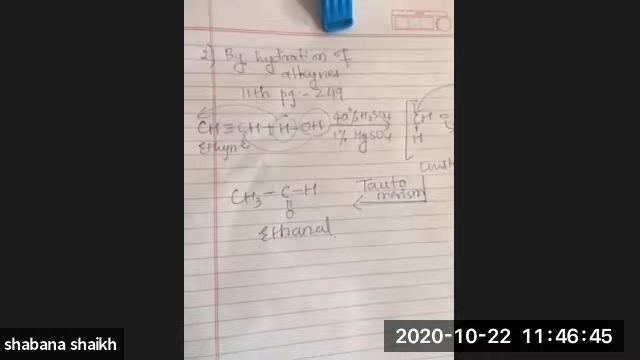 2) By hydration of
alkynes
11th pg:- 249
CH ≡ CH + H - OH 40% H2SO4 CH =
1% HgSO4 H
Ethyne
Tauto
merism
CH3 - C - H
O
Ethanal
shabana shaikh
2020-10-22 11:46:45